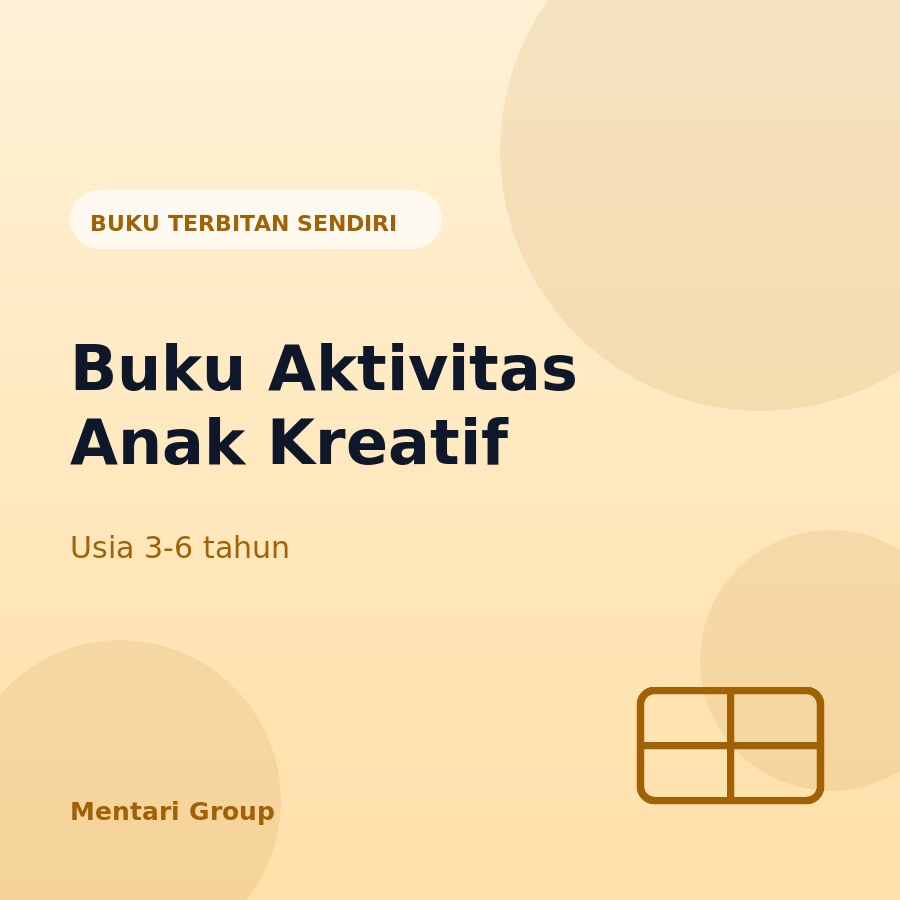 BUKU TERBITAN SENDIRI
Buku Aktivitas
Anak Kreatif
Usia 3-6 tahun
Mentari Group